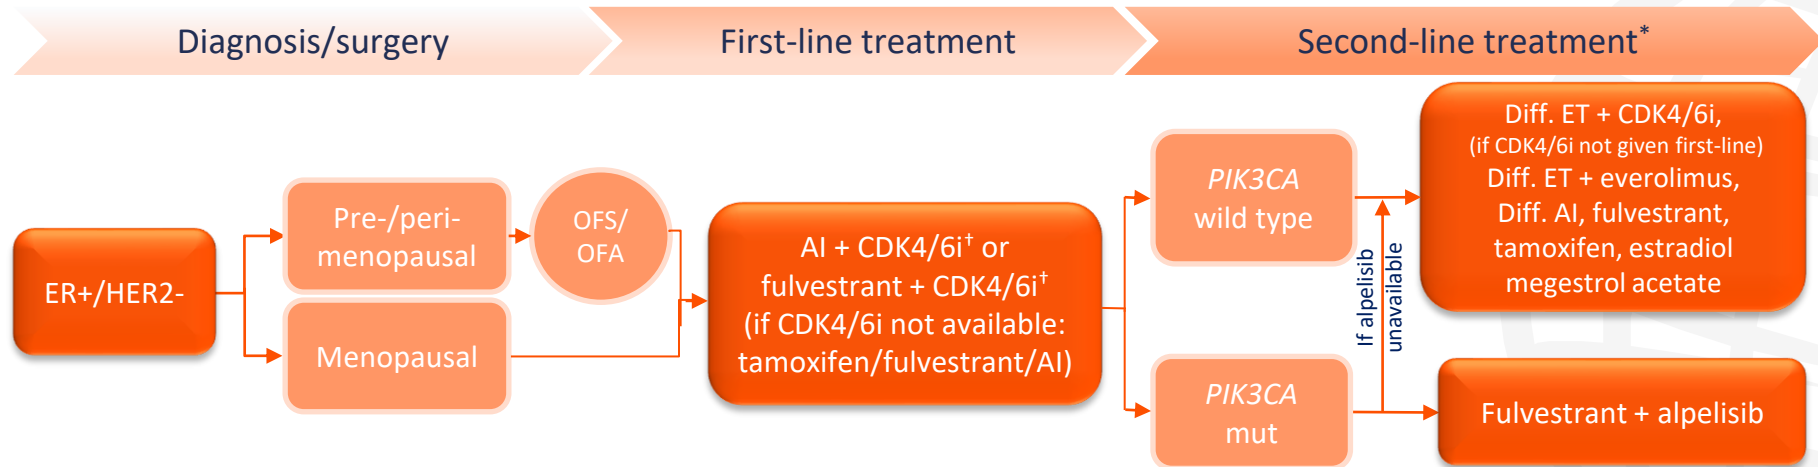 Diagnosis/surgery
First-line treatment
Second-line treatment*
ER+/HER2-
Pre-/peri-
menopausal
Menopausal
OFS/
OFA
AI + CDK4/6i† or
fulvestrant + CDK4/6i†
(if CDK4/6i not available:
tamoxifen/fulvestrant/AI)
PIK3CA
wild type
PIK3CA
mut
If alpelisib
unavailable
Diff. ET + CDK4/6i,
(if CDK4/6i not given first-line)
Diff. ET + everolimus,
Diff. AI, fulvestrant,
tamoxifen, estradiol
megestrol acetate
Fulvestrant + alpelisib